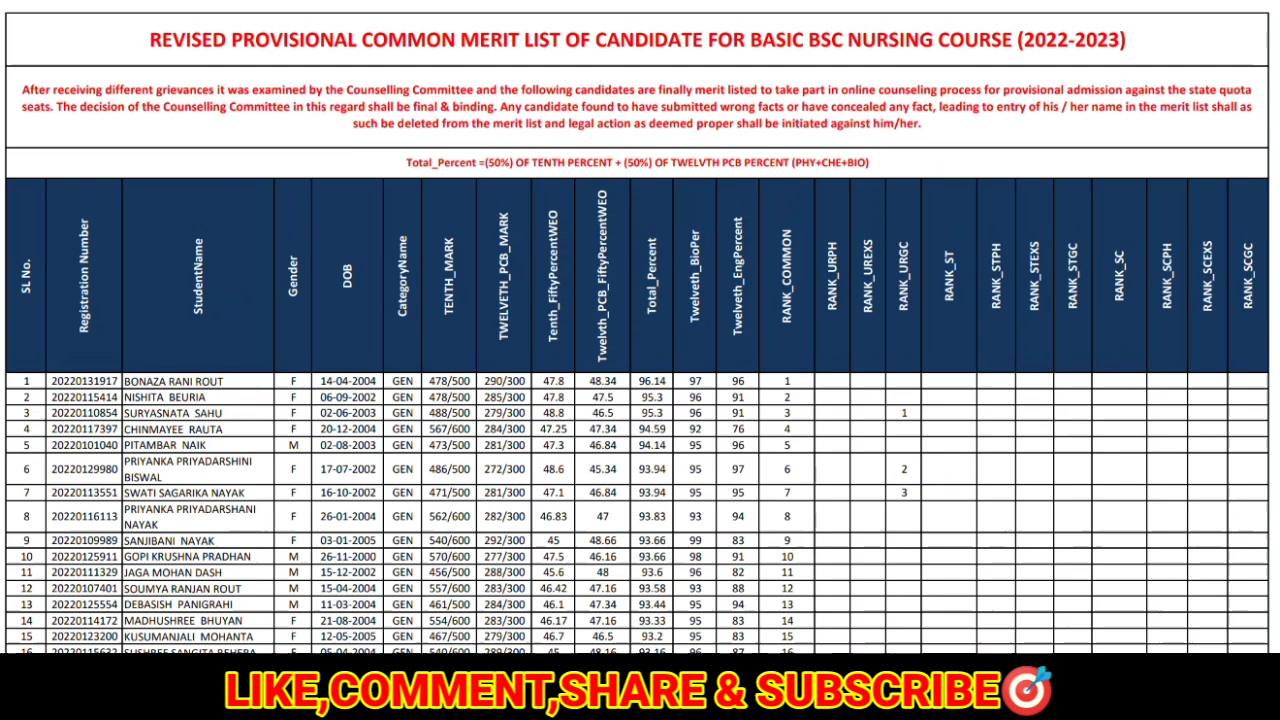 REVISED PROVISIONAL COMMON MERIT LIST OF CANDIDATE FOR BASIC BSC NURSING COURSE (2022-2023)
After receiving different grievances it was examined by the Counselling Committee and the following candidates are finally merit listed to take part in online counseling process for provisional admission against the state quota
seats. The decision of the Counselling Committee in this regard shall be final & binding. Any candidate found to have submitted wrong facts or have concealed any fact, leading to entry of his / her name in the merit list shall as
such be deleted from the merit list and legal action as deemed proper shall be initiated against him/her.
Total_Percent =(50%) OF TENTH PERCENT + (50%) OF TWELVTH PCB PERCENT (PHY+CHE+BIO)
SL No. Registration Number StudentName Gender DOB CategoryName TENTH_MARK TWELVETH_PCB_MARK Tenth_FiftyPercentWEO Twelvth_PCB_FiftyPercentWEO Total_Percent Twelveth_BioPer Twelveth_EngPercent RANK_COMMON RANK_URPH RANK_UREXS RANK_URGC RANK_ST RANK_STPH RANK_STEXS RANK_STGC RANK_SC RANK_SCPH RANK_SCEXS RANK_SCGC
1 20220131917 BONAZA RANI ROUT F 14-04-2004 GEN 478/500 290/300 47.8 48.34 96.14 97 96 1
2 20220115414 NISHITA BEURIA F 06-09-2002 GEN 478/500 285/300 47.8 47.5 95.3 96 91 2
3 20220110854 SURYASNATA SAHU F 02-06-2003 GEN 488/500 279/300 48.8 46.5 95.3 96 91 3 1
4 20220117397 CHINMAYEE RAUTA F 20-12-2004 GEN 567/600 284/300 47.25 47.34 94.59 92 76 4
5 20220101040 PITAMBAR NAIK M 02-08-2003 GEN 473/500 281/300 47.3 46.84 94.14 95 96 5
6 20220129980 PRIYANKA PRIYADARSHINI BISWAL F 17-07-2002 GEN 486/500 272/300 48.6 45.34 93.94 95 97 6 2
7 20220113551 SWATI SAGARIKA NAYAK F 16-10-2002 GEN 471/500 281/300 47.1 46.84 93.94 95 95 7 3
8 20220116113 PRIYANKA PRIYADARSHANI NAYAK F 26-01-2004 GEN 562/600 282/300 46.83 47 93.83 93 94 8
9 20220109989 SANJIBANI NAYAK F 03-01-2005 GEN 540/600 292/300 45 48.66 93.66 99 83 9
10 20220125911 GOPI KRUSHNA PRADHAN M 26-11-2000 GEN 570/600 277/300 47.5 46.16 93.66 98 91 10
11 20220111329 JAGA MOHAN DASH M 15-12-2002 GEN 456/500 288/300 45.6 48 93.6 96 82 11
12 20220107401 SOUMYA RANJAN ROUT M 15-04-2004 GEN 557/600 283/300 46.42 47.16 93.58 93 88 12
13 20220125554 DEBASISH PANIGRAHI M 11-03-2004 GEN 461/500 284/300 46.1 47.34 93.44 95 94 13
14 20220114172 MADHUSHREE BHUYAN F 21-08-2004 GEN 554/600 283/300 46.17 47.16 93.33 95 83 14
15 20220123200 KUSUMANJALI MOHANTA F 12-05-2005 GEN 467/500 279/300 46.7 46.5 93.2 95 83 15
LIKE,COMMENT,SHARE & SUBSCRIBE